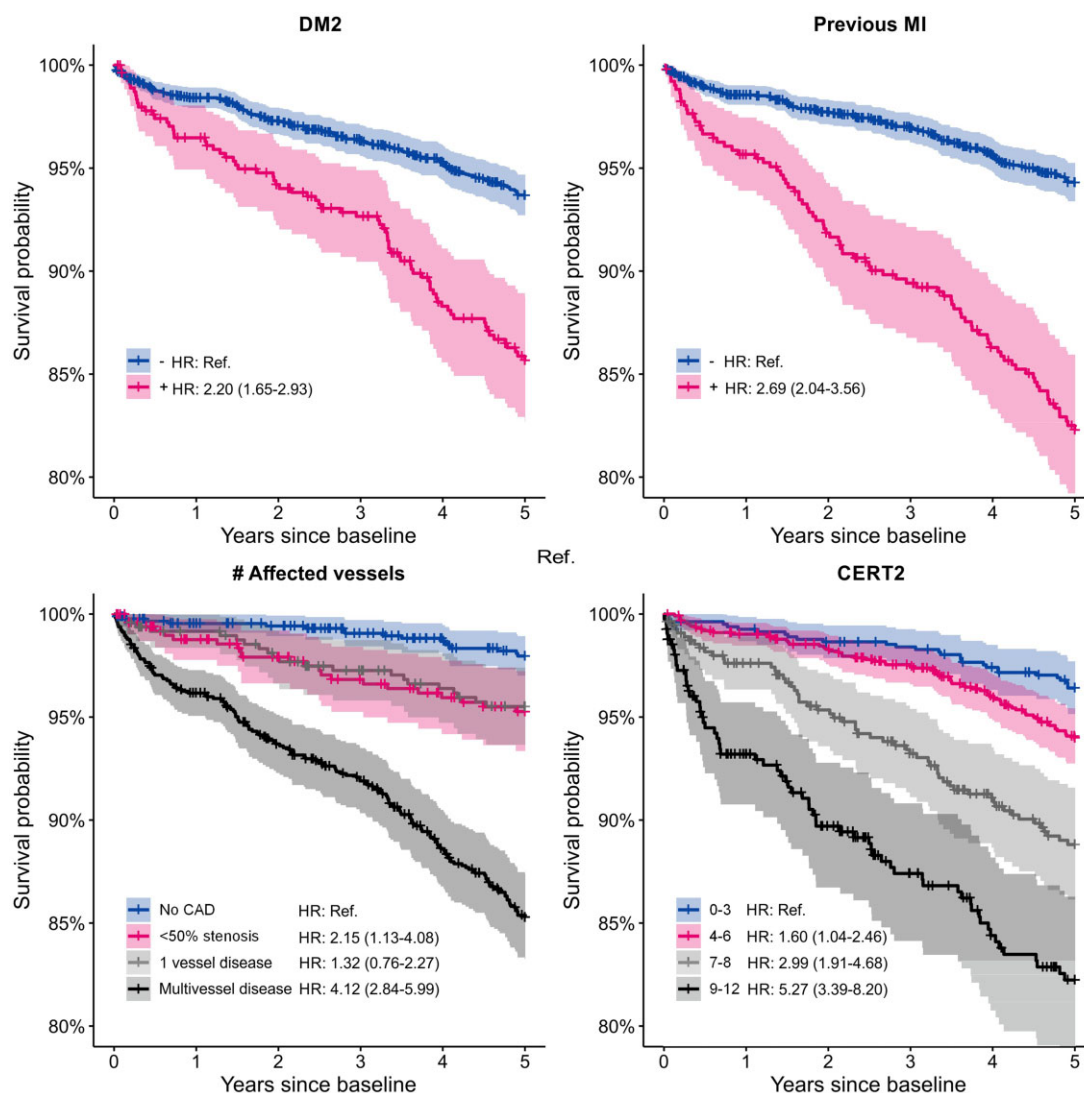 DM2
Previous MI
100%
95%
90%
85%
80%
Survival probability
- HR: Ref.
+ HR: 2.20 (1.65-2.93)
0 1 2 3 4 5
Years since baseline
100%
95%
90%
85%
80%
Survival probability
- HR: Ref.
+ HR: 2.69 (2.04-3.56)
0 1 2 3 4 5
Years since baseline
Ref.
# Affected vessels
CERT2
100%
95%
90%
85%
80%
Survival probability
No CAD HR: Ref.
<50% stenosis HR: 2.15 (1.13-4.08)
1 vessel disease HR: 1.32 (0.76-2.27)
Multivessel disease HR: 4.12 (2.84-5.99)
0 1 2 3 4 5
Years since baseline
100%
95%
90%
85%
80%
Survival probability
0-3 HR: Ref.
4-6 HR: 1.60 (1.04-2.46)
7-8 HR: 2.99 (1.91-4.68)
9-12 HR: 5.27 (3.39-8.20)
0 1 2 3 4 5
Years since baseline